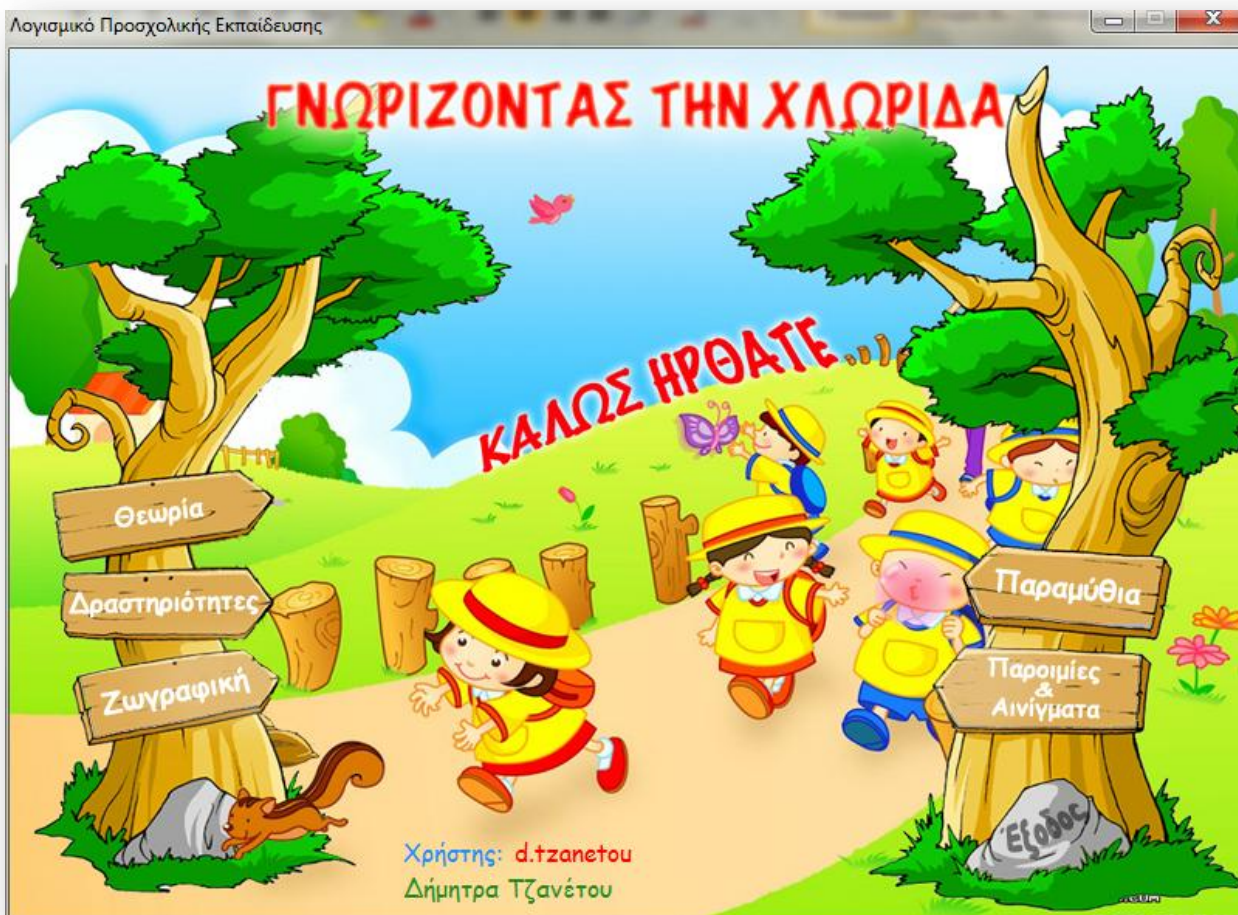 Λογισμικό Προσχολικής Εκπαίδευσης
ΓΝΩΡΙΖΟΝΤΑΣ ΤΗΝ ΧΛΩΡΙΔΑ
ΚΑΛΩΣ ΗΡΘΑΤΕ
Θεωρία
Δραστηριότητες
Ζωγραφική
Παραμύθια
Παροιμίες
&
Αινίγματα
Έξοδος
Χρήστης: d.tzanetou
Δήμητρα Τζανέτου